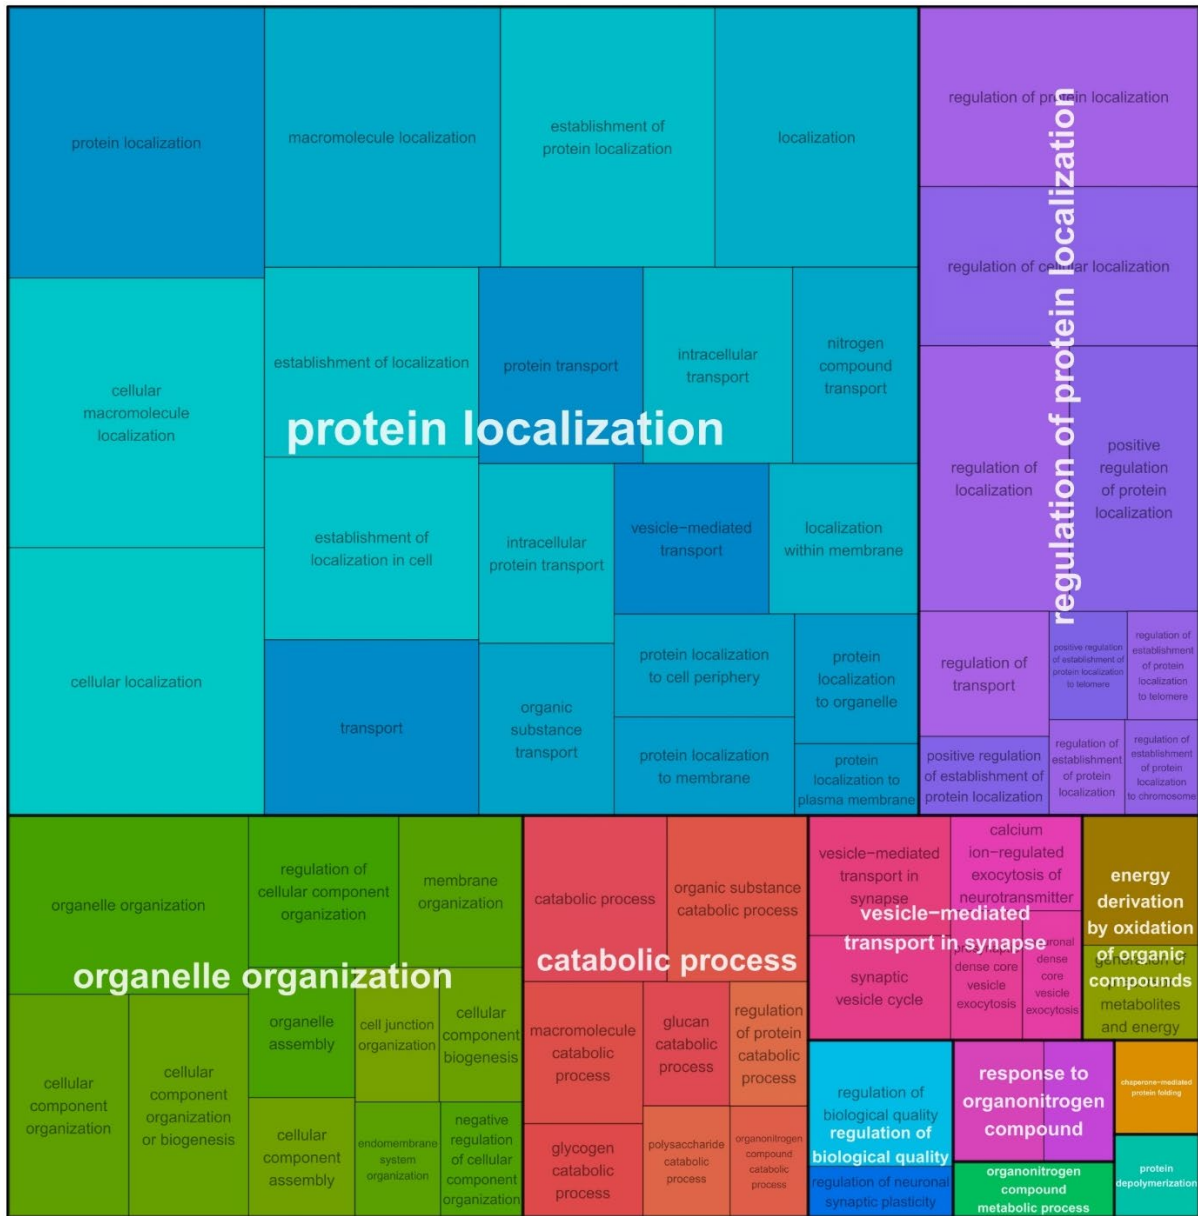 protein localization
macromolecule localization
establishment of
protein localization
localization
cellular
macromolecule
localization
establishment of localization
protein transport
intracellular
transport
nitrogen
compound
transport
protein localization
establishment of
localization in cell
intracellular
protein transport
vesicle−mediated
transport
localization
within membrane
cellular localization
transport
organic
substance
transport
protein localization
to cell periphery
protein
localization
to organelle
protein localization
to membrane
protein
localization to
plasma membrane
regulation of protein localization
regulation of cellular localization
regulation of
localization
positive
regulation
of protein
localization
regulation of protein localization
regulation of
transport
positive regulation
of establishment of
protein localization
to telomere
regulation of
establishment
of protein
localization
to telomere
positive regulation
of establishment of
protein localization
regulation of
establishment
of protein
localization
regulation of
establishment
of protein
localization
to chromosome
organelle organization
regulation of
cellular component
organization
membrane
organization
organelle organization
cellular
component
organization
cellular
component
organization
or biogenesis
organelle
assembly
cell junction
organization
cellular
component
biogenesis
cellular
component
assembly
endomembrane
system
organization
negative
regulation
of cellular
component
organization
catabolic process
organic substance
catabolic process
catabolic process
macromolecule
catabolic
process
glucan
catabolic
process
regulation
of protein
catabolic
process
glycogen
catabolic
process
polysaccharide
catabolic
process
organonitrogen
compound
catabolic
process
vesicle−mediated
transport in
synapse
calcium
ion−regulated
exocytosis of
neurotransmitter
vesicle−mediated
transport in synapse
synaptic
vesicle cycle
dense core
vesicle
exocytosis
dense
core
vesicle
exocytosis
energy
derivation
by oxidation
of organic
compounds
generation of
metabolites
and energy
regulation of
biological quality
regulation of
biological quality
regulation of neuronal
synaptic plasticity
response to
organonitrogen
compound
organonitrogen
compound
metabolic process
chaperone−mediated
protein folding
protein
depolymerization